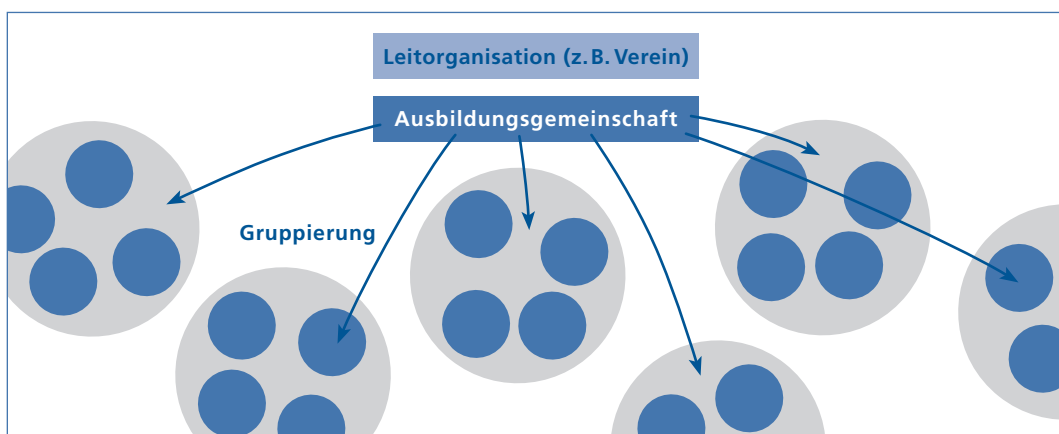 Leitorganisation (z. B. Verein)
Ausbildungsgemeinschaft
Gruppierung